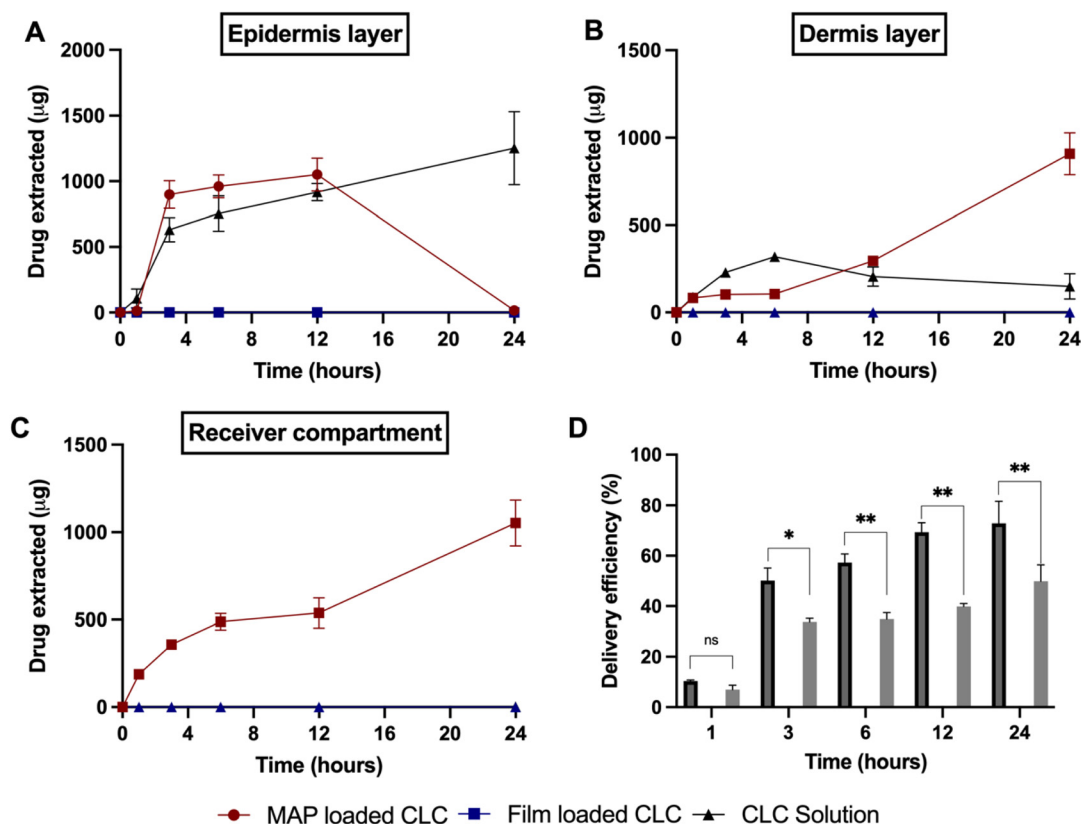 A
Epidermis layer
2000
1500
1000
500
0
Drug extracted (µg)
0 4 8 12 16 20 24
Time (hours)
B
Dermis layer
1500
1000
500
0
Drug extracted (µg)
0 4 8 12 16 20 24
Time (hours)
C
Receiver compartment
1500
1000
500
0
Drug extracted (µg)
0 4 8 12 16 20 24
Time (hours)
D
100
80
60
40
20
0
Delivery efficiency (%)
ns * ** ** **
1 3 6 12 24
Time (hours)
MAP loaded CLC Film loaded CLC CLC Solution